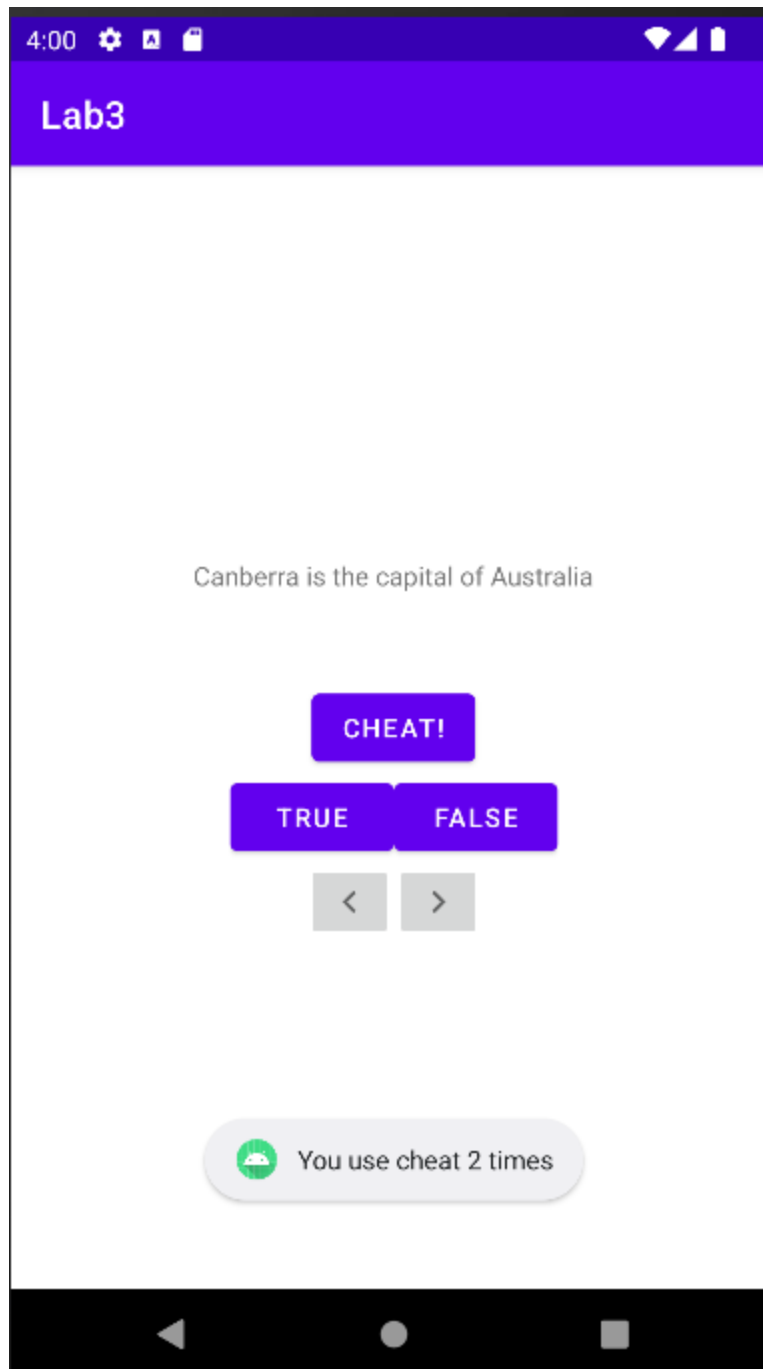 4:00
Lab3
Canberra is the capital of Australia
CHEAT!
TRUE FALSE
You use cheat 2 times